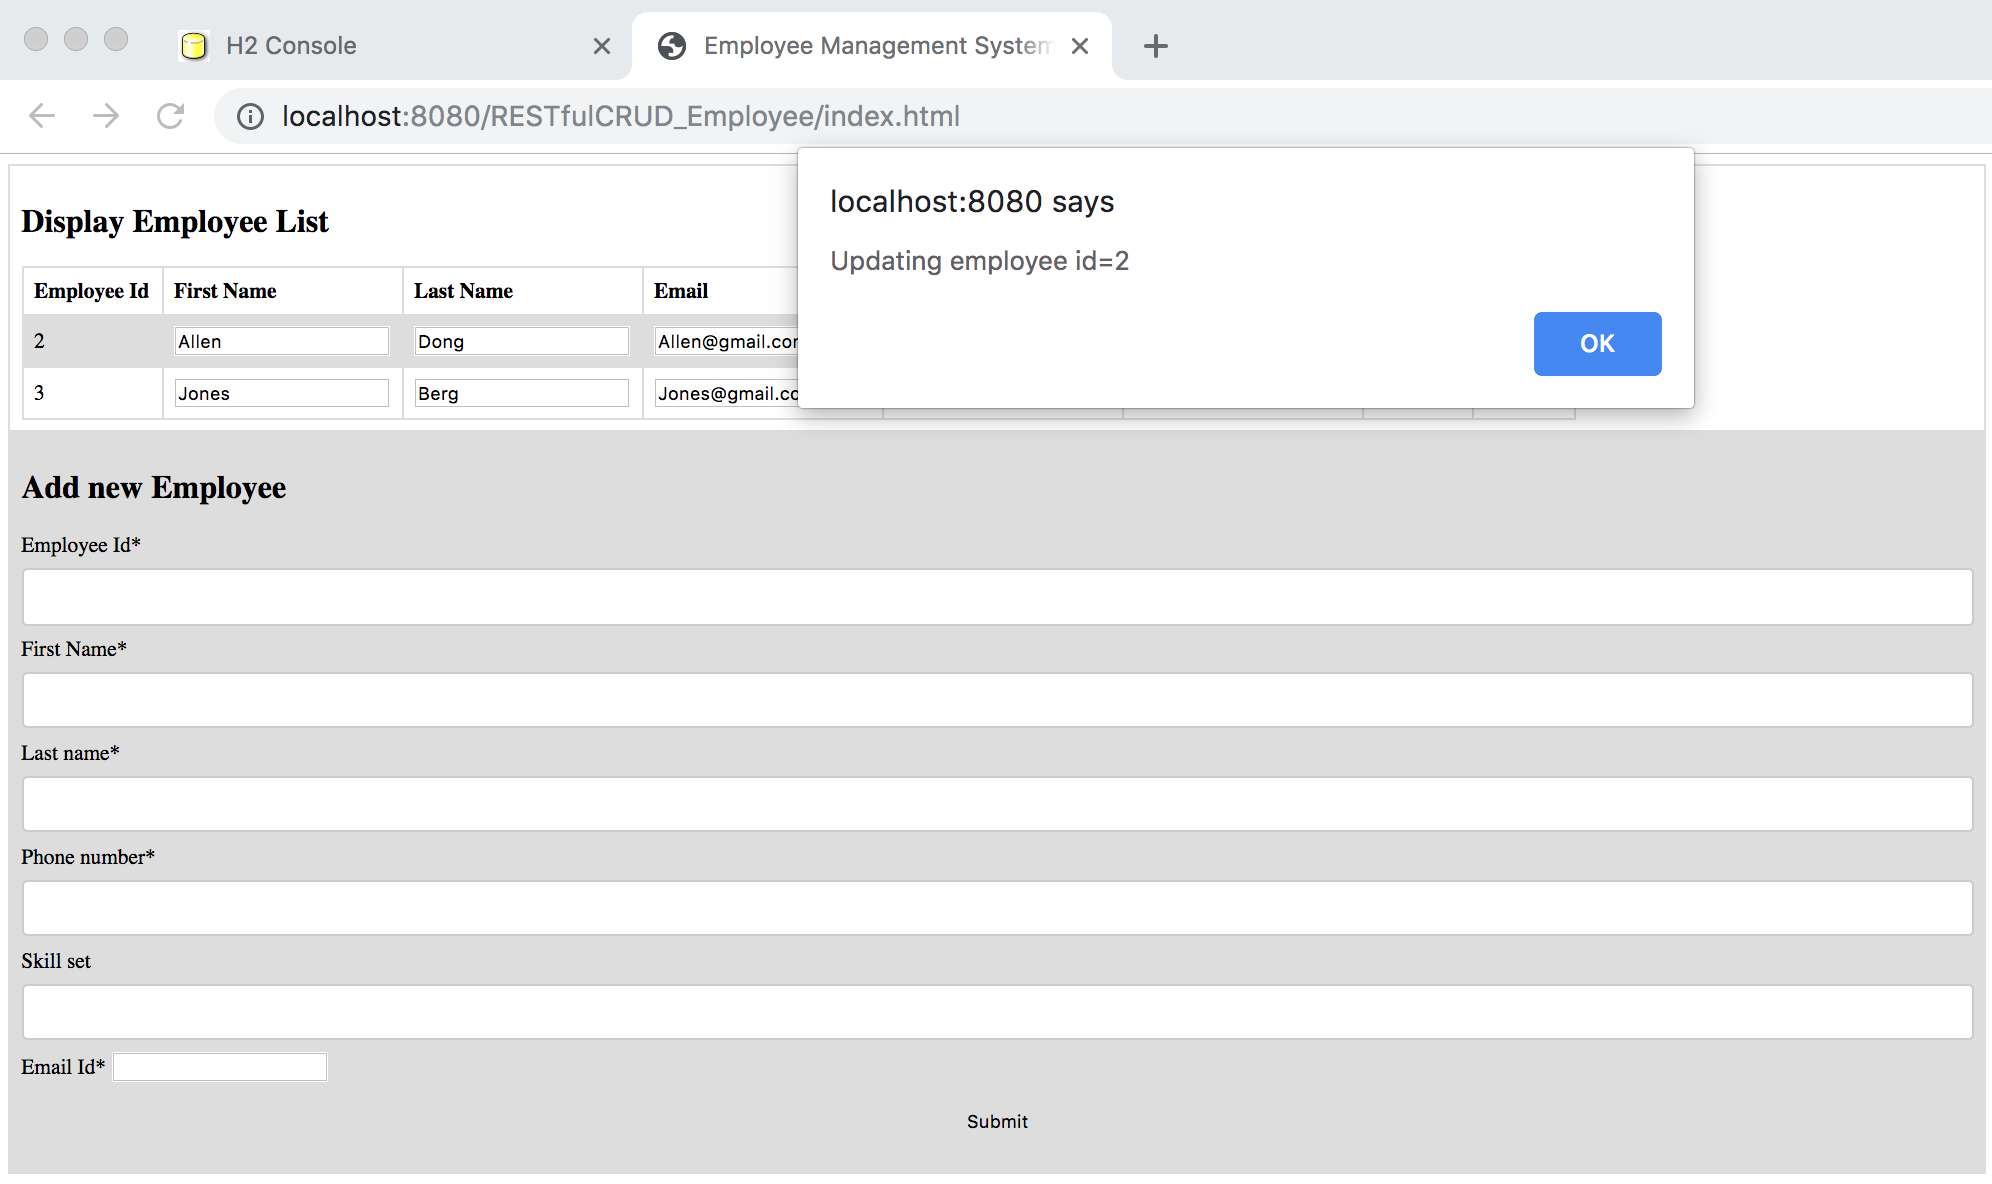 H2 Console
Employee Management System
localhost:8080/RESTfulCRUD_Employee/index.html
localhost:8080 says
Updating employee id=2
OK
Display Employee List
Employee Id First Name Last Name Email
2 Allen Dong Allen@gmail.com
3 Jones Berg Jones@gmail.co
Add new Employee
Employee Id*
First Name*
Last name*
Phone number*
Skill set
Email Id*
Submit